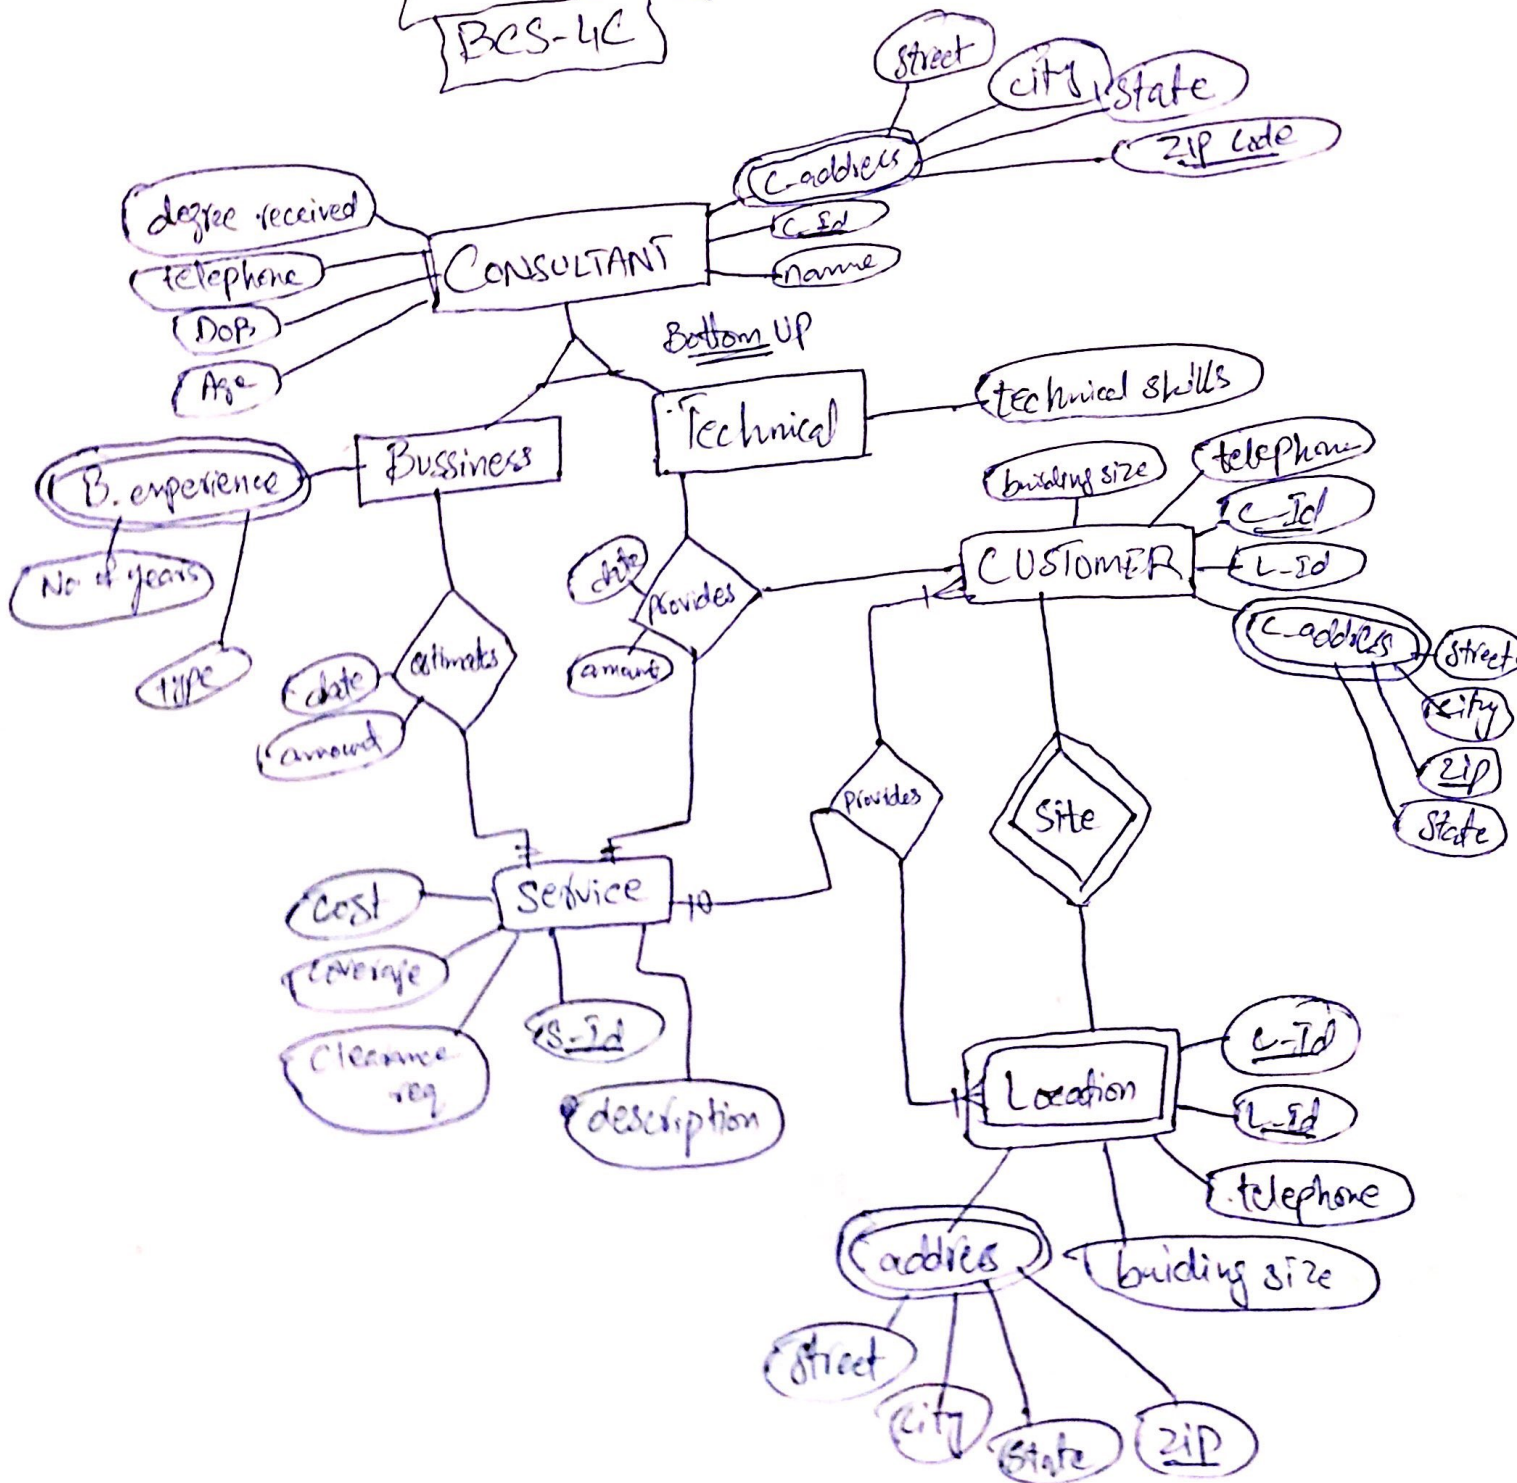 BCS-4C
street
city
state
zip code
C-address
C-Id
name
degree received
telephone
DOB
Age
CONSULTANT
Bottom UP
Bussiness
Technical
technical skills
B. experience
No. of years
type
building size
telephone
C-Id
L-Id
CUSTOMER
C-address
street
city
zip
state
date
provides
amount
estimates
date
amount
provides
Site
Service
cost
coverage
Clearance
req
S-Id
description
Location
C-Id
L-Id
telephone
buiding size
address
street
city
state
zip